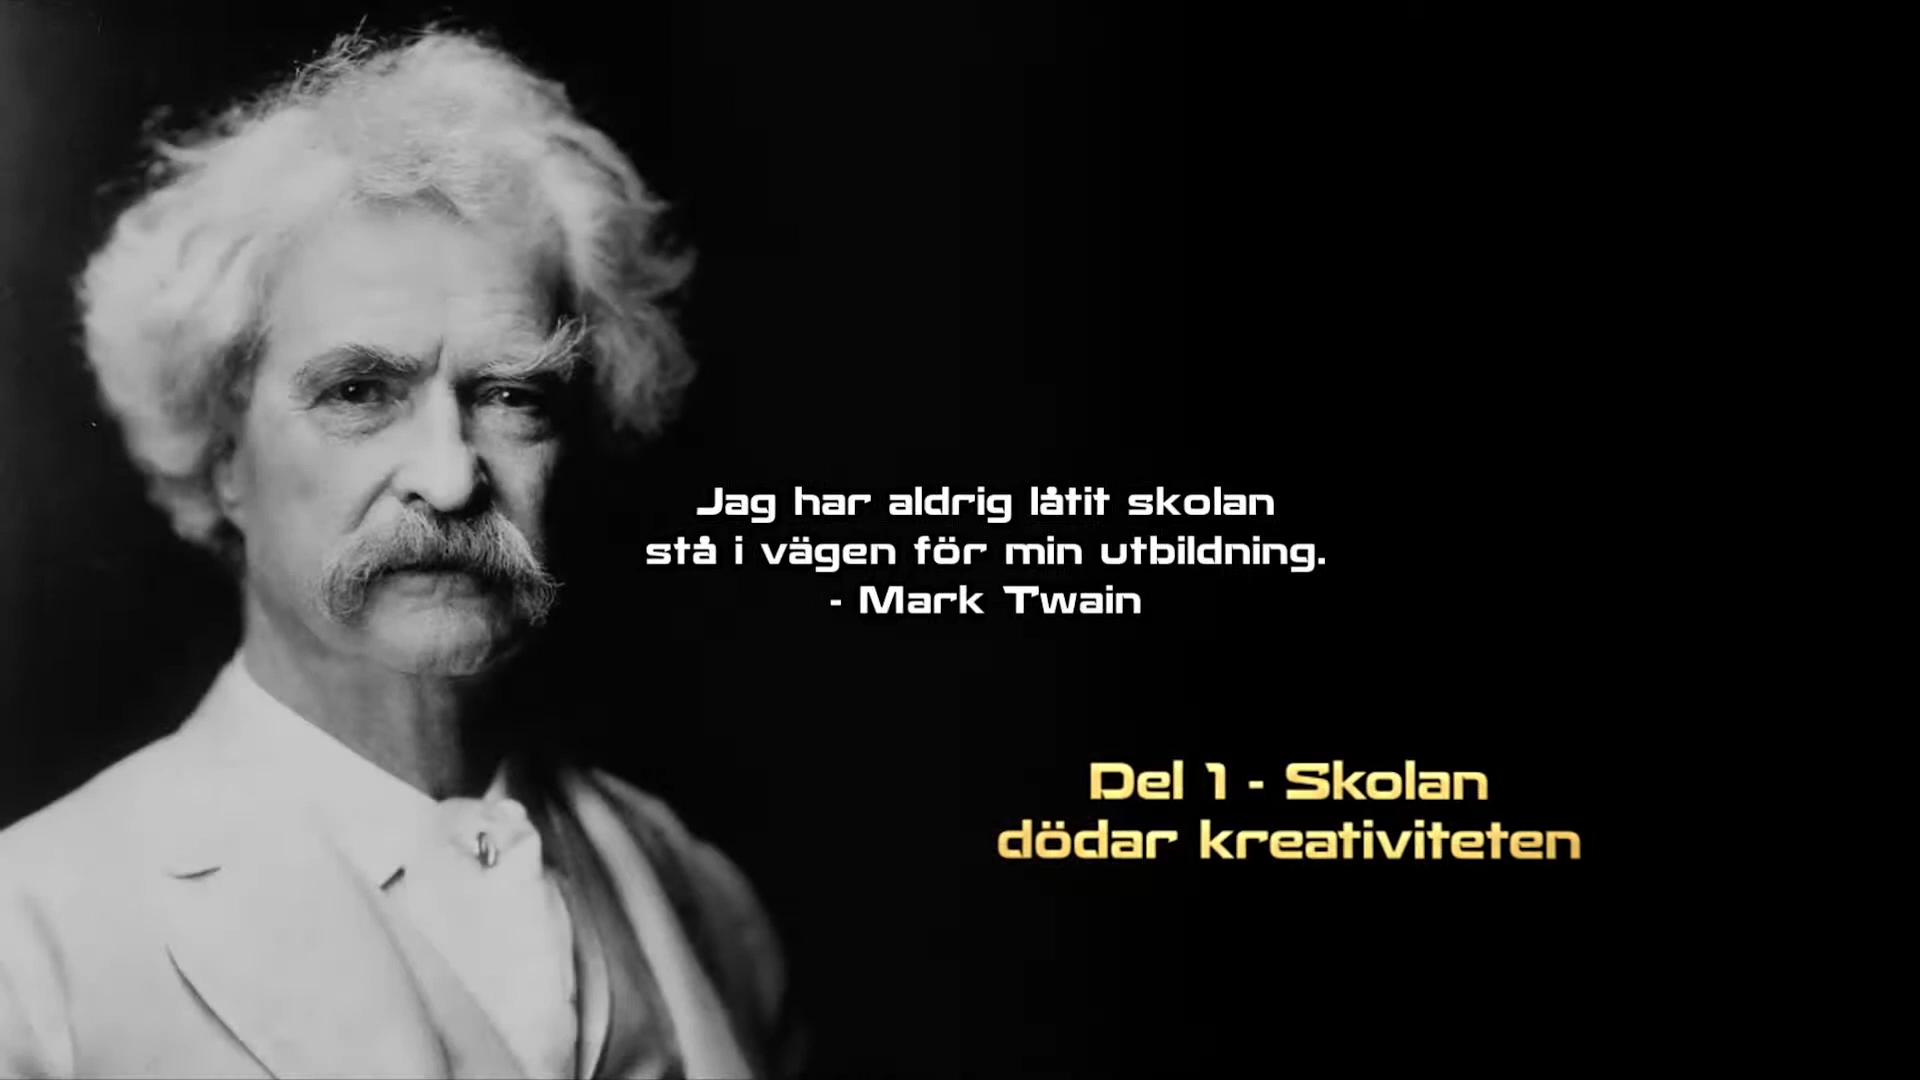 Jag har aldrig låtit skolan
stå i vägen för min utbildning.
- Mark Twain
Del 1 - Skolan
dödar kreativiteten